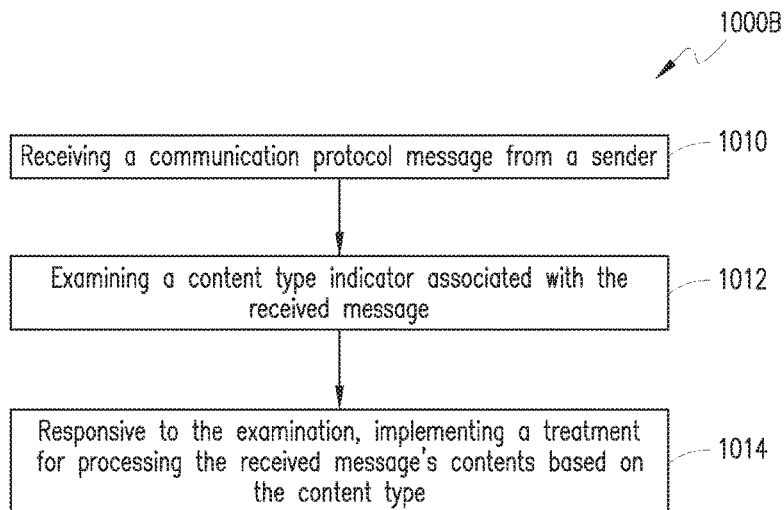 1000B
Receiving a communication protocol message from a sender
1010
Examining a content type indicator associated with the
received message
1012
Responsive to the examination, implementing a treatment
for processing the received message's contents based on
the content type
1014